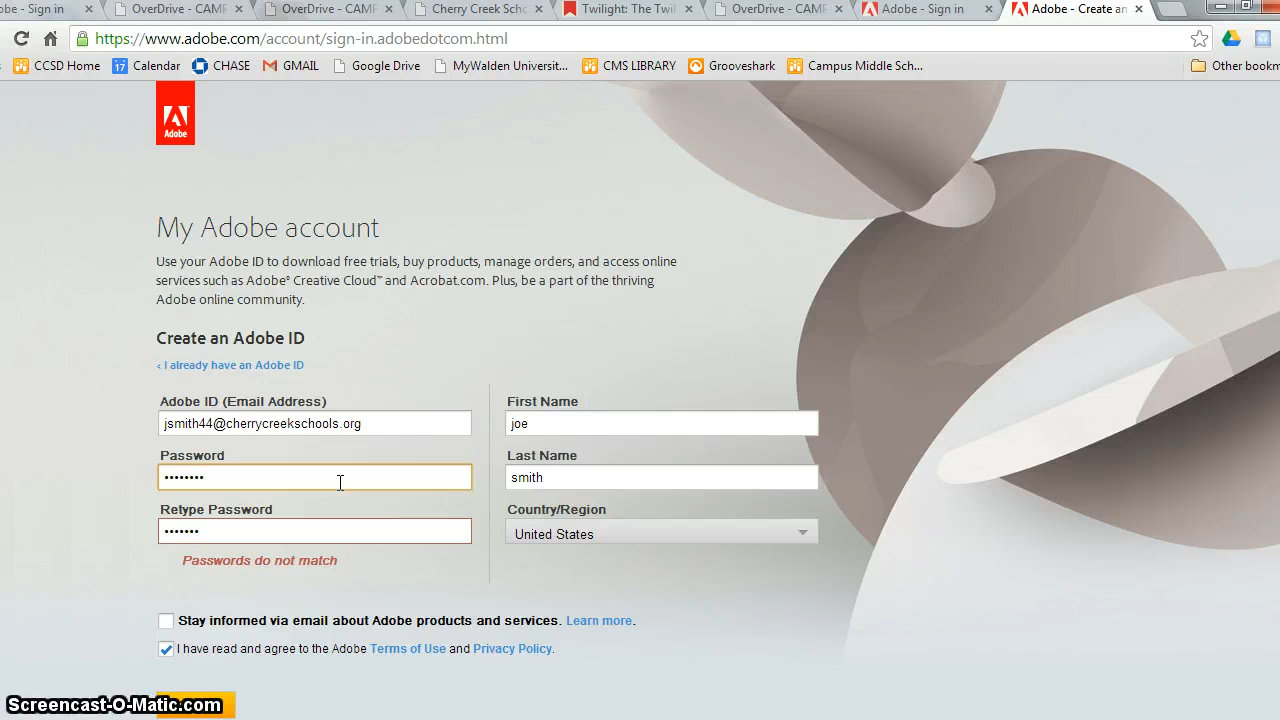 obe - Sign in
OverDrive - CAMP
OverDrive - CAMP
Cherry Creek Scho
Twilight: The Twil
OverDrive - CAMP
Adobe - Sign in
Adobe - Create an
https://www.adobe.com/account/sign-in.adobedotcom.html
CCSD Home
17 Calendar
CHASE
GMAIL
Google Drive
MyWalden Universit...
CMS LIBRARY
Grooveshark
Campus Middle Sch...
Other bookm
Adobe
My Adobe account
Use your Adobe ID to download free trials, buy products, manage orders, and access online
services such as Adobe® Creative Cloud™ and Acrobat.com. Plus, be a part of the thriving
Adobe online community.
Create an Adobe ID
‹ I already have an Adobe ID
Adobe ID (Email Address)
jsmith44@cherrycreekschools.org
Password
••••••••
Retype Password
•••••••
Passwords do not match
First Name
joe
Last Name
smith
Country/Region
United States
Stay informed via email about Adobe products and services. Learn more.
I have read and agree to the Adobe Terms of Use and Privacy Policy.
Screencast-O-Matic.com